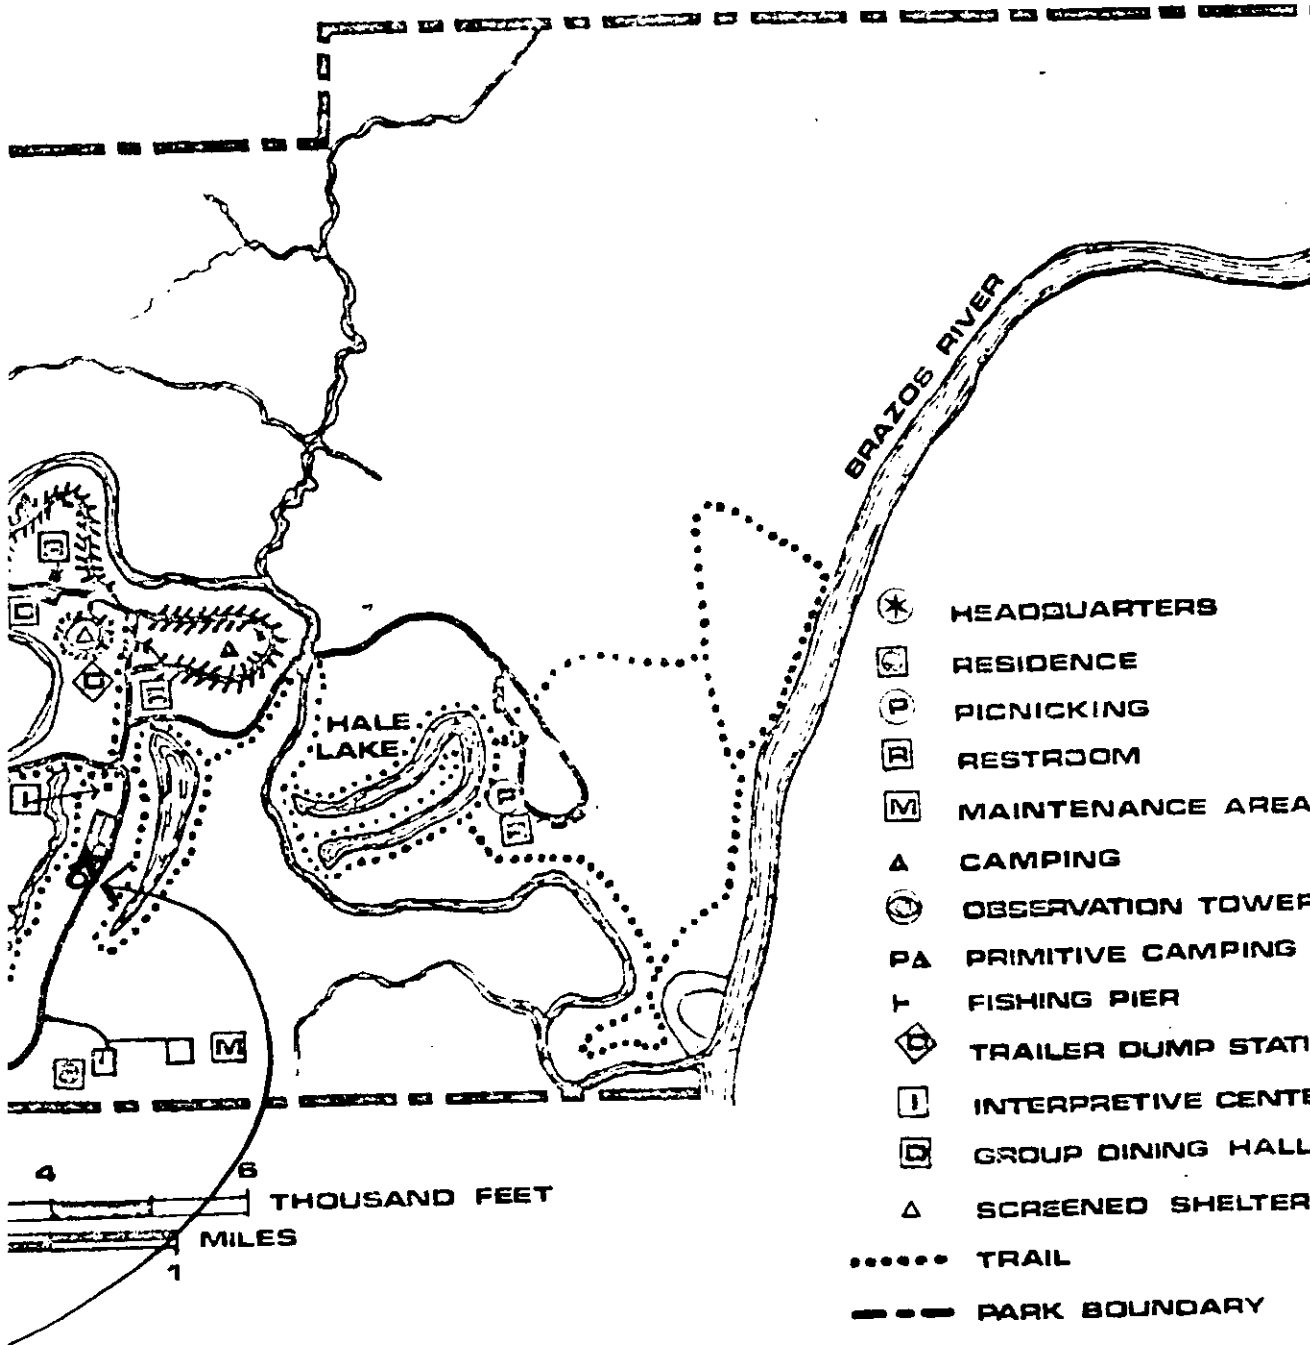 BRAZOS RIVER
HALE
LAKE
HEADQUARTERS
RESIDENCE
P PICNICKING
R RESTROOM
M MAINTENANCE AREA
CAMPING
OBSERVATION TOWER
P PRIMITIVE CAMPING
FISHING PIER
D TRAILER DUMP STATI
I INTERPRETIVE CENTE
D GROUP DINING HALL
SCREENED SHELTER
TRAIL
PARK BOUNDARY
D
D
I
P
M
4 6
THOUSAND FEET
MILES
1